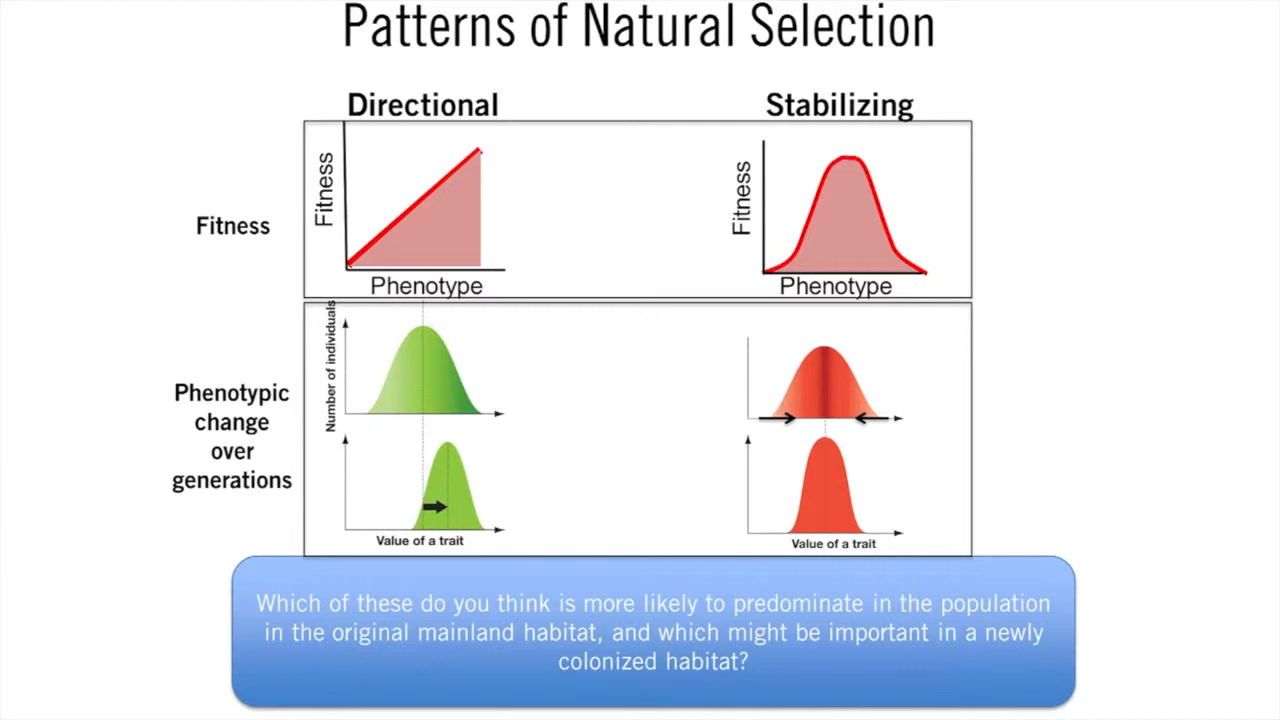 Patterns of Natural Selection
Directional
Stabilizing
Fitness
Fitness
Phenotype
Fitness
Phenotype
Phenotypic
change
over
generations
Number of individuals
Value of a trait
Value of a trait
Which of these do you think is more likely to predominate in the population
in the original mainland habitat, and which might be important in a newly
colonized habitat?